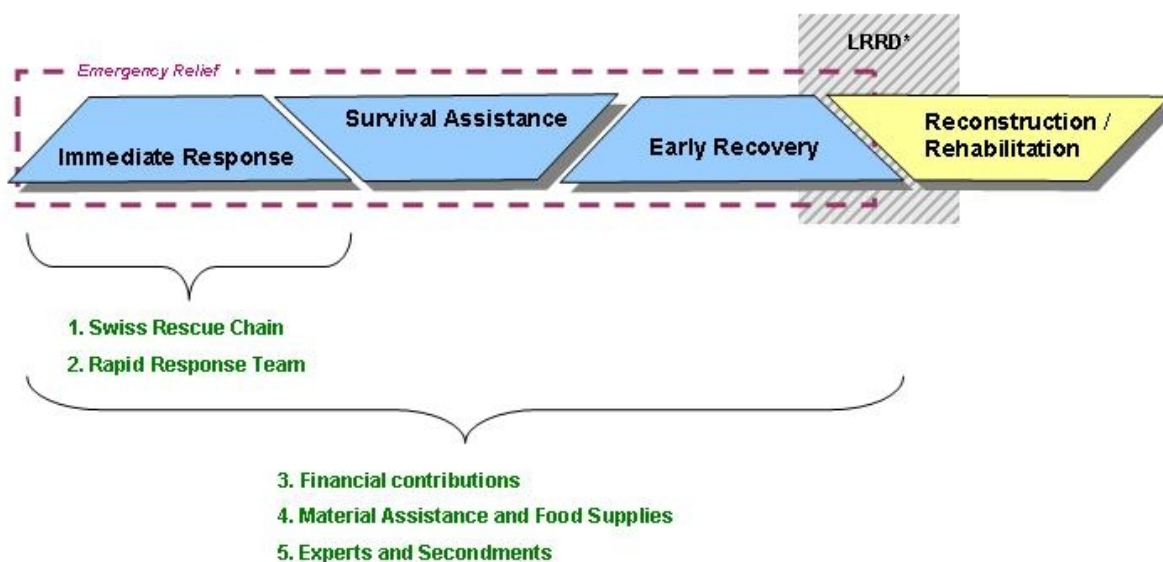 LRRD*
Emergency Relief
Immediate Response
Survival Assistance
Early Recovery
Reconstruction /
Rehabilitation
1. Swiss Rescue Chain
2. Rapid Response Team
3. Financial contributions
4. Material Assistance and Food Supplies
5. Experts and Secondments